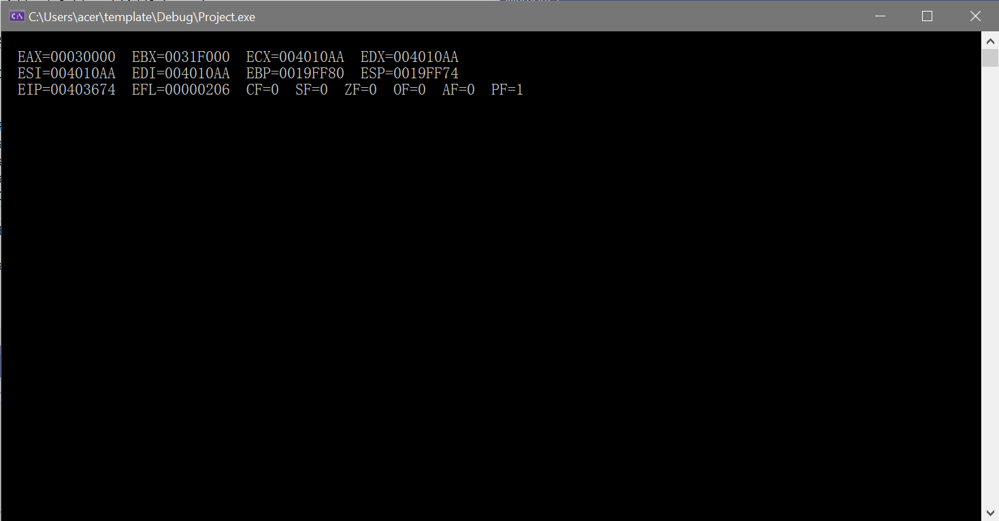 C:\Users\acer\template\Debug\Project.exe
EAX=00030000  EBX=0031F000  ECX=004010AA  EDX=004010AA
ESI=004010AA  EDI=004010AA  EBP=0019FF80  ESP=0019FF74
EIP=00403674  EFL=00000206  CF=0  SF=0  ZF=0  OF=0  AF=0  PF=1